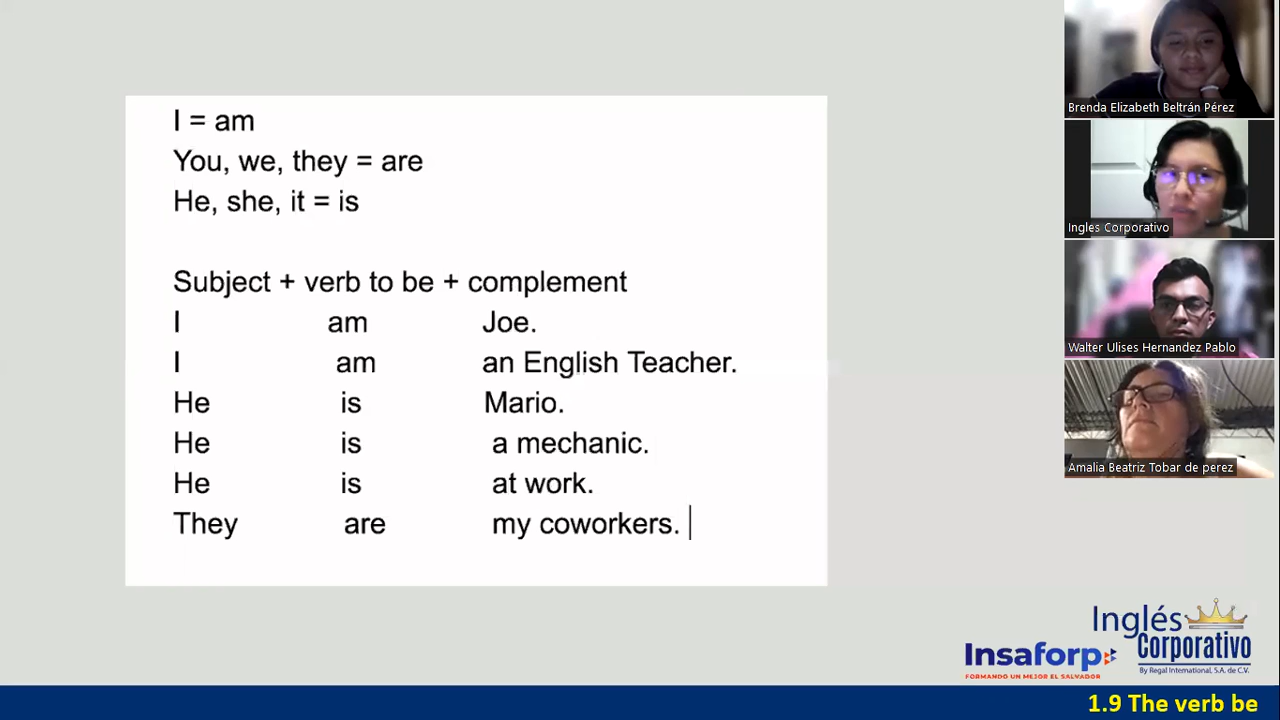 I = am
You, we, they = are
He, she, it = is
Subject + verb to be + complement
I am Joe.
I am an English Teacher.
He is Mario.
He is a mechanic.
He is at work.
They are my coworkers.
Brenda Elizabeth Beltrán Pérez
Ingles Corporativo
Walter Ulises Hernandez Pablo
Amalia Beatriz Tobar de perez
Insaforp
FORMANDO UN MEJOR EL SALVADOR
Inglés
Corporativo
By Regal International, S.A. de C.V.
1.9 The verb be